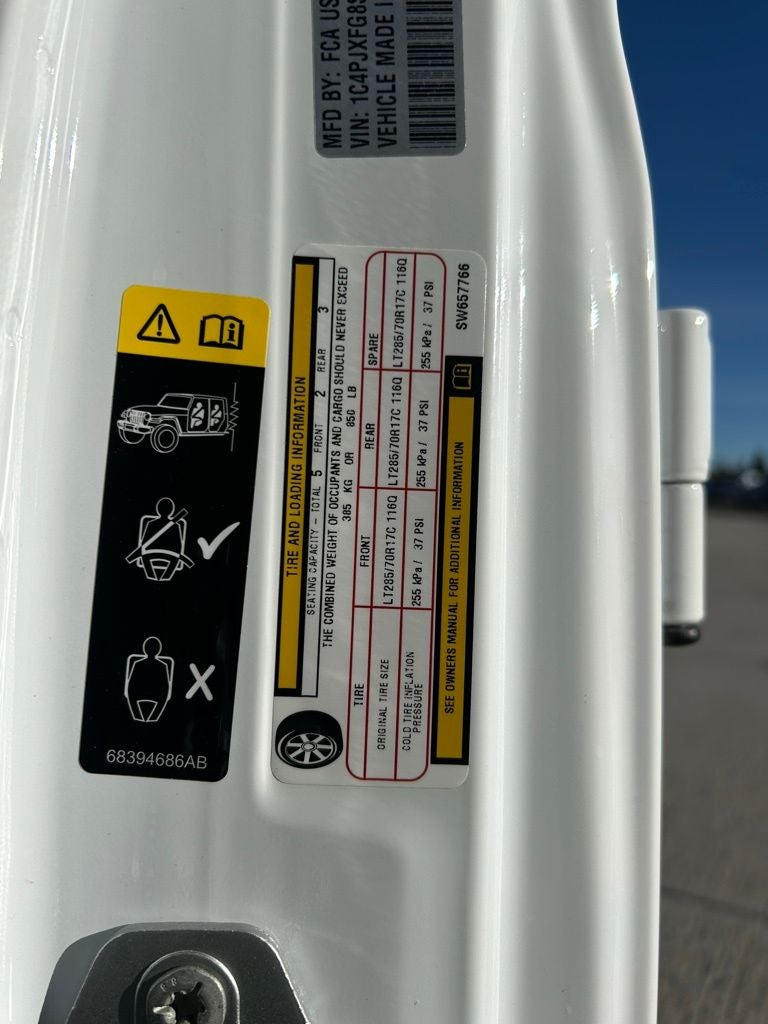 MFD BY: FCA US
VIN: 1C4PJXFG8S
VEHICLE MADE I
68394686AB
TIRE AND LOADING INFORMATION
SEATING CAPACITY – TOTAL 5 FRONT 2 REAR 3
THE COMBINED WEIGHT OF OCCUPANTS AND CARGO SHOULD NEVER EXCEED
385 KG OR 850 LB
TIRE FRONT REAR SPARE
ORIGINAL TIRE SIZE LT285/70R17C 116Q LT285/70R17C 116Q LT285/70R17C 116Q
COLD TIRE INFLATION
PRESSURE 255 kPa/ 37 PSI 255 kPa/ 37 PSI 255 kPa/ 37 PSI
SEE OWNERS MANUAL FOR ADDITIONAL INFORMATION
SW657766